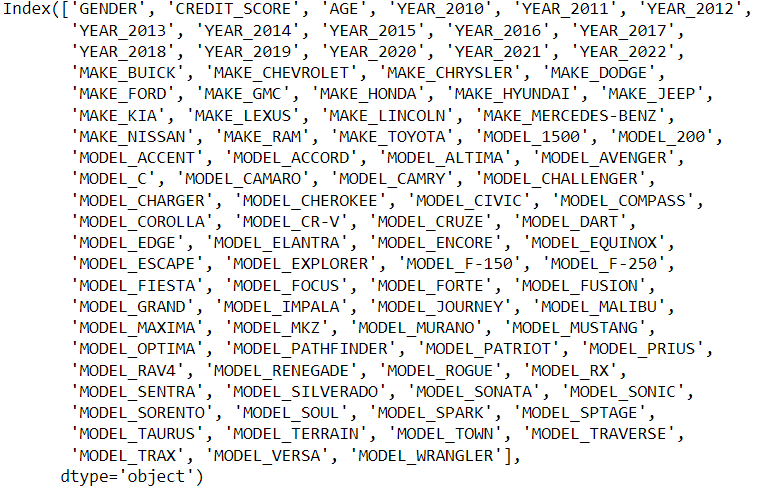 Index(['GENDER', 'CREDIT_SCORE', 'AGE', 'YEAR_2010', 'YEAR_2011', 'YEAR_2012',
'YEAR_2013', 'YEAR_2014', 'YEAR_2015', 'YEAR_2016', 'YEAR_2017',
'YEAR_2018', 'YEAR_2019', 'YEAR_2020', 'YEAR_2021', 'YEAR_2022',
'MAKE_BUICK', 'MAKE_CHEVROLET', 'MAKE_CHRYSLER', 'MAKE_DODGE',
'MAKE_FORD', 'MAKE_GMC', 'MAKE_HONDA', 'MAKE_HYUNDAI', 'MAKE_JEEP',
'MAKE_KIA', 'MAKE_LEXUS', 'MAKE_LINCOLN', 'MAKE_MERCEDES-BENZ',
'MAKE_NISSAN', 'MAKE_RAM', 'MAKE_TOYOTA', 'MODEL_1500', 'MODEL_200',
'MODEL_ACCENT', 'MODEL_ACCORD', 'MODEL_ALTIMA', 'MODEL_AVENGER',
'MODEL_C', 'MODEL_CAMARO', 'MODEL_CAMRY', 'MODEL_CHALLENGER',
'MODEL_CHARGER', 'MODEL_CHEROKEE', 'MODEL_CIVIC', 'MODEL_COMPASS',
'MODEL_COROLLA', 'MODEL_CR-V', 'MODEL_CRUZE', 'MODEL_DART',
'MODEL_EDGE', 'MODEL_ELANTRA', 'MODEL_ENCORE', 'MODEL_EQUINOX',
'MODEL_ESCAPE', 'MODEL_EXPLORER', 'MODEL_F-150', 'MODEL_F-250',
'MODEL_FIESTA', 'MODEL_FOCUS', 'MODEL_FORTE', 'MODEL_FUSION',
'MODEL_GRAND', 'MODEL_IMPALA', 'MODEL_JOURNEY', 'MODEL_MALIBU',
'MODEL_MAXIMA', 'MODEL_MKZ', 'MODEL_MURANO', 'MODEL_MUSTANG',
'MODEL_OPTIMA', 'MODEL_PATHFINDER', 'MODEL_PATRIOT', 'MODEL_PRIUS',
'MODEL_RAV4', 'MODEL_RENEGADE', 'MODEL_ROGUE', 'MODEL_RX',
'MODEL_SENTRA', 'MODEL_SILVERADO', 'MODEL_SONATA', 'MODEL_SONIC',
'MODEL_SORENTO', 'MODEL_SOUL', 'MODEL_SPARK', 'MODEL_SPTAGE',
'MODEL_TAURUS', 'MODEL_TERRAIN', 'MODEL_TOWN', 'MODEL_TRAVERSE',
'MODEL_TRAX', 'MODEL_VERSA', 'MODEL_WRANGLER'],
dtype='object')